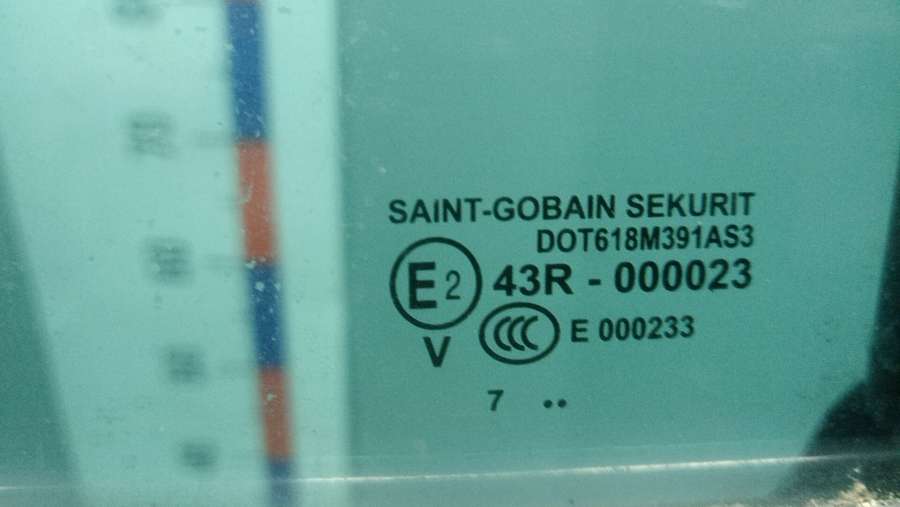 SAINT-GOBAIN SEKURIT
DOT618M391AS3
E2 43R - 000023
V CCC E 000233
7 ..